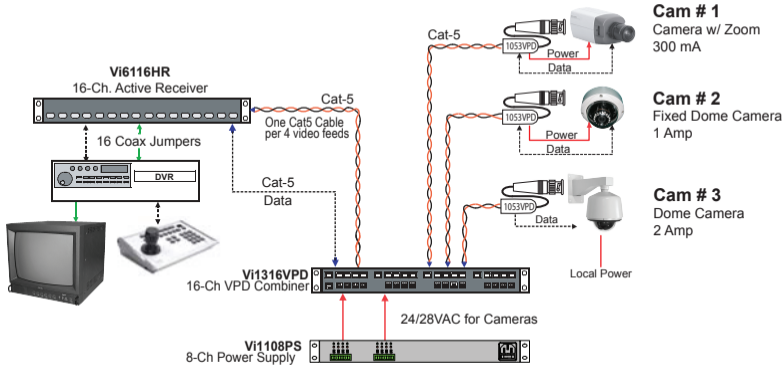 Cam # 1
Camera w/ Zoom
300 mA
Cat-5
1053VPD
Power
Data
Vi6116HR
16-Ch. Active Receiver
Cat-5
One Cat5 Cable
per 4 video feeds
Cam # 2
Fixed Dome Camera
1 Amp
1053VPD
Power
Data
16 Coax Jumpers
DVR
Cat-5
Data
Cam # 3
Dome Camera
2 Amp
1053VPD
Data
Local Power
Vi1316VPD
16-Ch VPD Combiner
24/28VAC for Cameras
Vi1108PS
8-Ch Power Supply